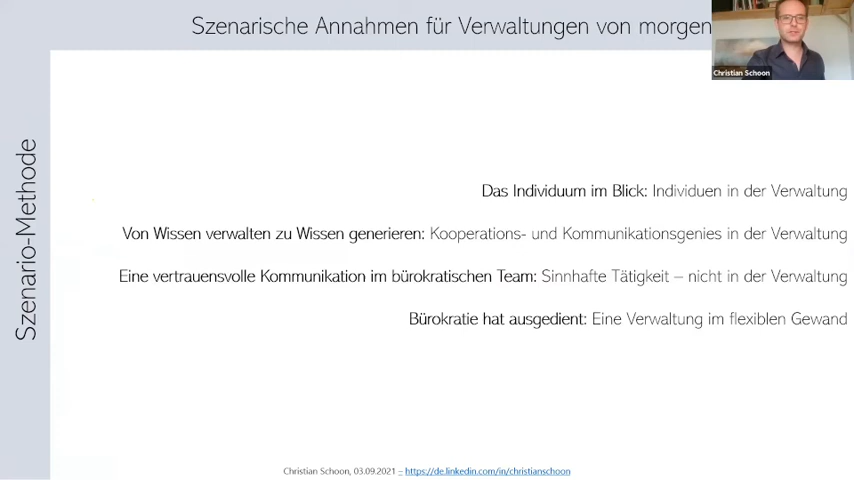 Szenarische Annahmen für Verwaltungen von morgen
Christian Schoon
Szenario-Methode
Das Individuum im Blick: Individuen in der Verwaltung
Von Wissen verwalten zu Wissen generieren: Kooperations- und Kommunikationsgenies in der Verwaltung
Eine vertrauensvolle Kommunikation im bürokratischen Team: Sinnhafte Tätigkeit – nicht in der Verwaltung
Bürokratie hat ausgedient: Eine Verwaltung im flexiblen Gewand
Christian Schoon, 03.09.2021 – https://de.linkedin.com/in/christianschoon